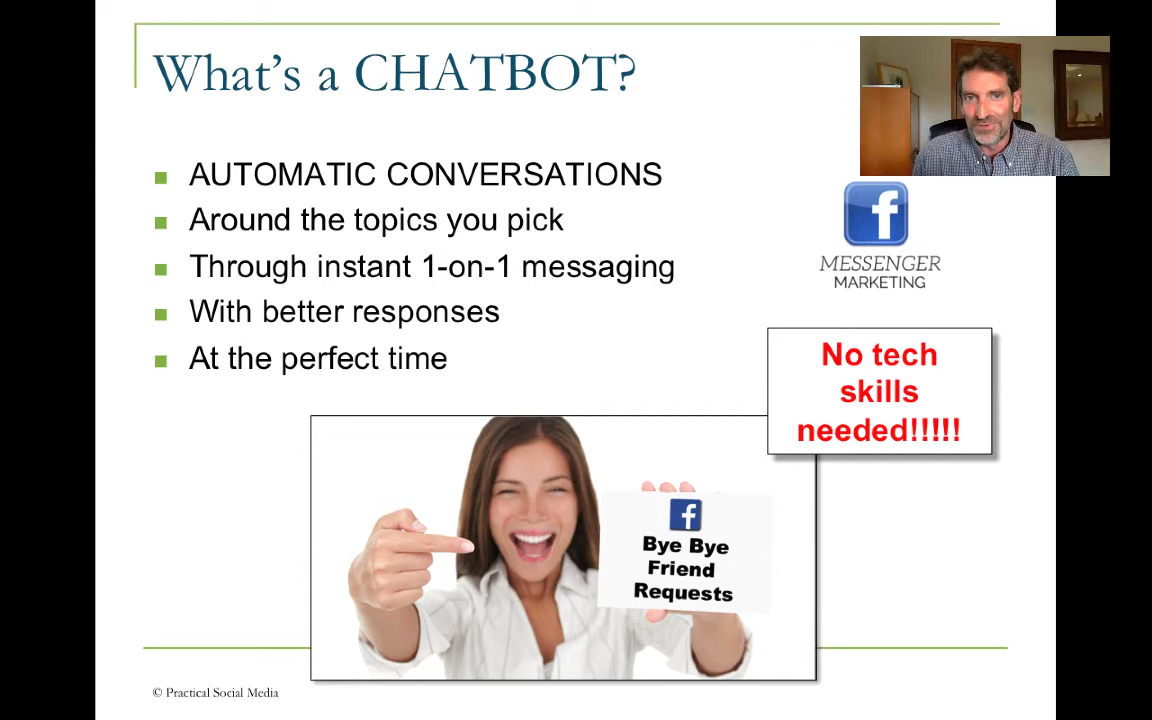 What's a CHATBOT?
AUTOMATIC CONVERSATIONS
Around the topics you pick
Through instant 1-on-1 messaging
With better responses
At the perfect time
f
MESSENGER
MARKETING
No tech
skills
needed!!!!!
f
Bye Bye
Friend
Requests
© Practical Social Media